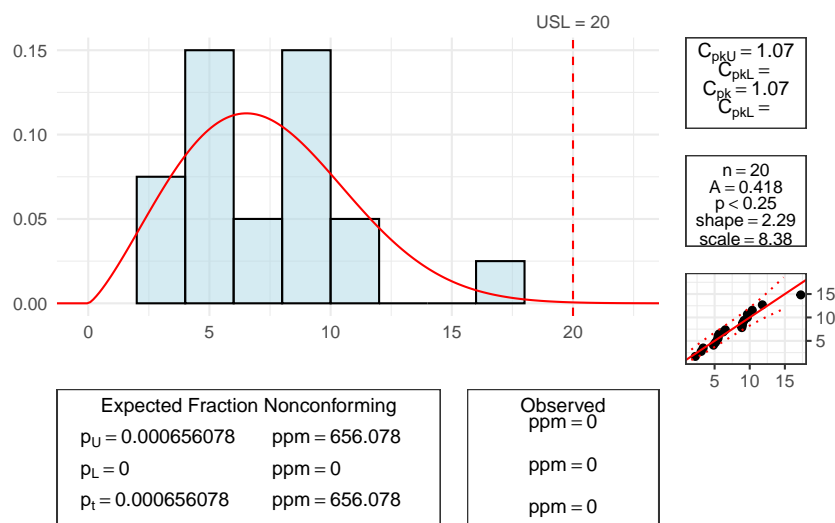 USL = 20
0.15
0.10
0.05
0.00
0 5 10 15 20
CpkU = 1.07
CpkL =
Cpk = 1.07
CpkL =
n = 20
A = 0.418
p < 0.25
shape = 2.29
scale = 8.38
15
10
5
5 10 15
Expected Fraction Nonconforming
pU = 0.000656078 ppm = 656.078
pL = 0 ppm = 0
pt = 0.000656078 ppm = 656.078
Observed
ppm = 0
ppm = 0
ppm = 0